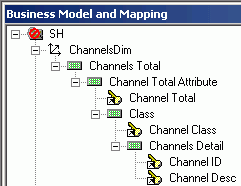 Business Model and Mapping
SH
ChannelsDim
Channels Total
Channel Total Attribute
Channel Total
Class
Channel Class
Channels Detail
Channel ID
Channel Desc